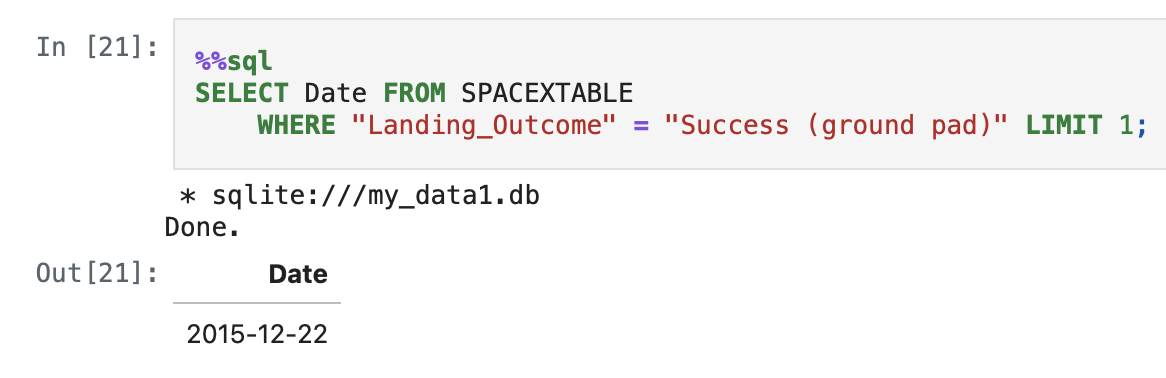 In [21]:
%%sql
SELECT Date FROM SPACEXTABLE
    WHERE "Landing_Outcome" = "Success (ground pad)" LIMIT 1;
* sqlite:///my_data1.db
Done.
Out[21]:
Date
2015-12-22